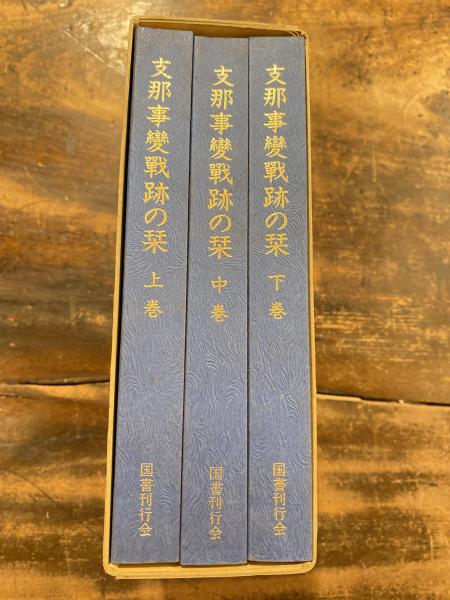 支那事變戰跡の栞 上巻
国書刊行会
支那事變戰跡の栞 中巻
国書刊行会
支那事變戰跡の栞 下巻
国書刊行会